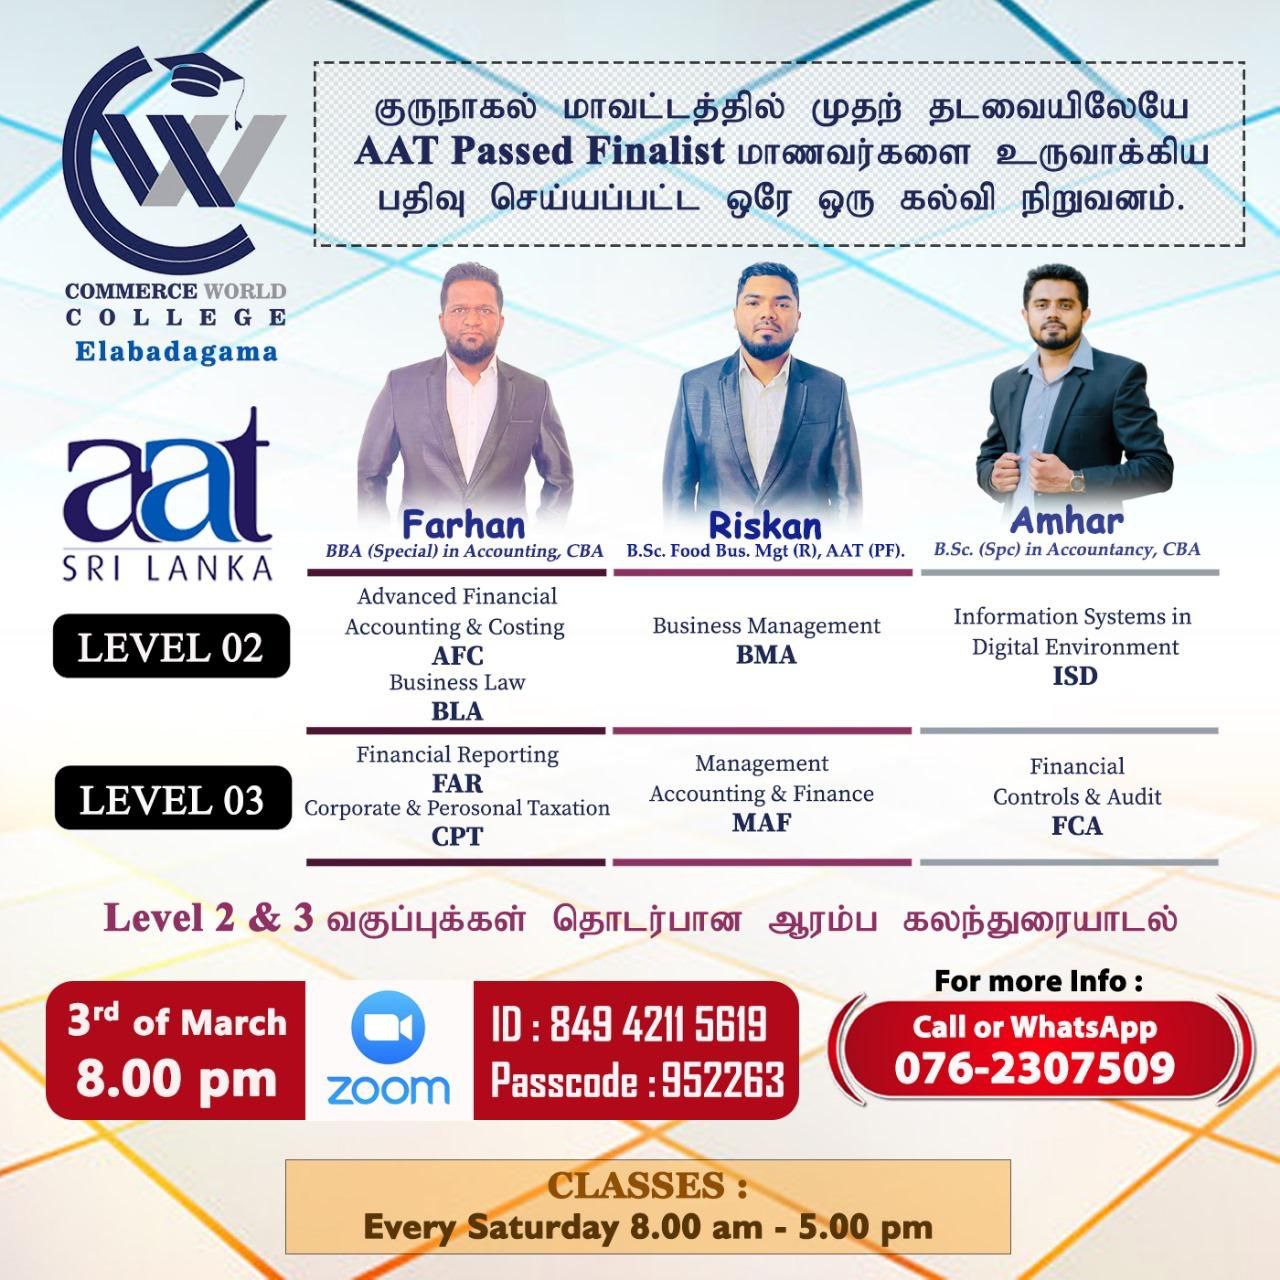 குருநாகல் மாவட்டத்தில் முதற் தடவையிலேயே
AAT Passed Finalist மாணவர்களை உருவாக்கிய
பதிவு செய்யப்பட்ட ஒரே ஒரு கல்வி நிறுவனம்.
COMMERCE WORLD
COLLEGE
Elabadagama
aat
SRI LANKA
Farhan
BBA (Special) in Accounting, CBA
Riskan
B.Sc. Food Bus. Mgt (R), AAT (PF).
Amhar
B.Sc. (Spc) in Accountancy, CBA
LEVEL 02
Advanced Financial
Accounting & Costing
AFC
Business Law
BLA
Business Management
BMA
Information Systems in
Digital Environment
ISD
LEVEL 03
Financial Reporting
FAR
Corporate & Perosonal Taxation
CPT
Management
Accounting & Finance
MAF
Financial
Controls & Audit
FCA
Level 2 & 3 வகுப்புக்கள் தொடர்பான ஆரம்ப கலந்துரையாடல்
3rd of March
8.00 pm
zoom
ID : 849 4211 5619
Passcode : 952263
For more Info :
Call or WhatsApp
076-2307509
CLASSES :
Every Saturday 8.00 am - 5.00 pm